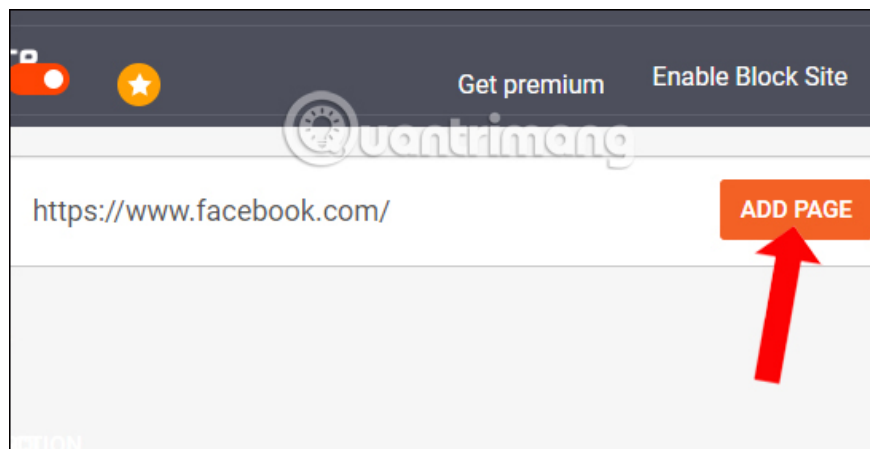 Get premium
Enable Block Site
Quantrimang
https://www.facebook.com/
ADD PAGE